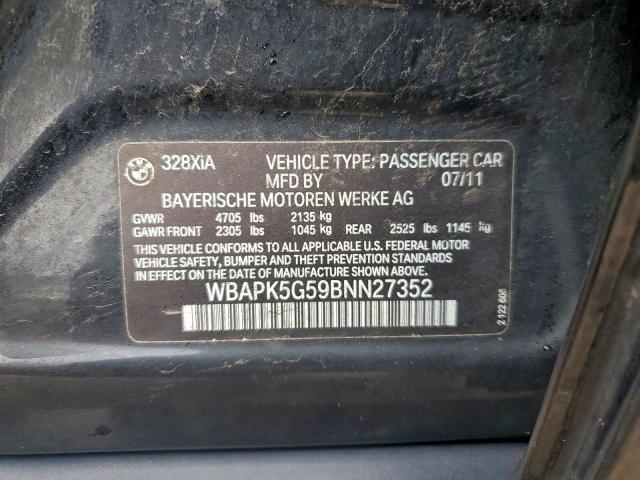 328XiA VEHICLE TYPE: PASSENGER CAR
MFD BY 07/11
BAYERISCHE MOTOREN WERKE AG
GVWR 4705 lbs 2135 kg
GAWR FRONT 2305 lbs 1045 kg REAR 2525 lbs 1145 kg
THIS VEHICLE CONFORMS TO ALL APPLICABLE U.S. FEDERAL MOTOR
VEHICLE SAFETY, BUMPER AND THEFT PREVENTION STANDARDS
IN EFFECT ON THE DATE OF MANUFACTURE SHOWN ABOVE.
WBAPK5G59BNN27352
2 122 608